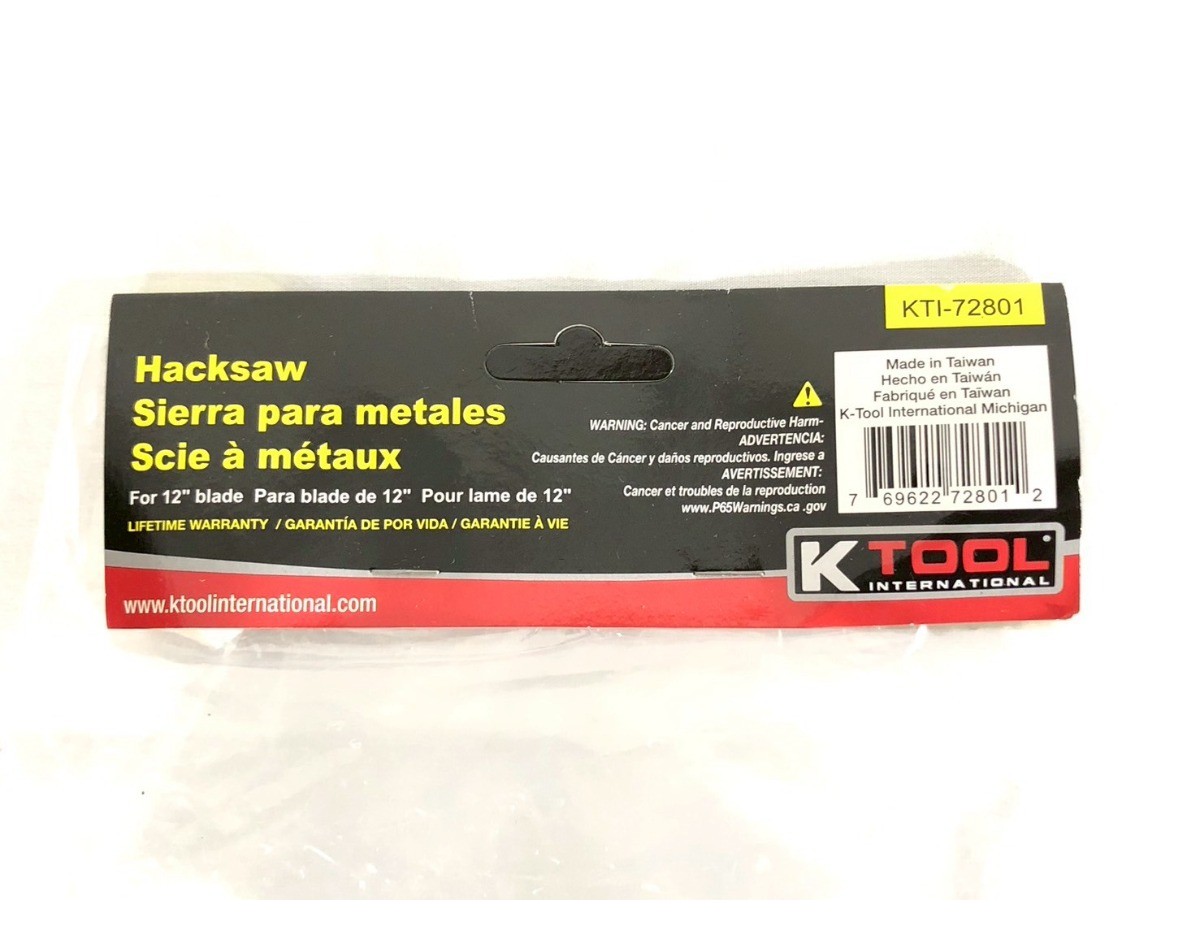 KTI-72801
Hacksaw
Sierra para metales
Scie à métaux
For 12" blade Para blade de 12" Pour lame de 12"
LIFETIME WARRANTY / GARANTÍA DE POR VIDA / GARANTIE À VIE
www.ktoolinternational.com
WARNING: Cancer and Reproductive Harm-
ADVERTENCIA:
Causantes de Cáncer y daños reproductivos. Ingrese a
AVERTISSEMENT:
Cancer et troubles de la reproduction
www.P65Warnings.ca .gov
Made in Taiwan
Hecho en Taiwán
Fabriqué en Taïwan
K-Tool International Michigan
7 69622 72801 2
K TOOL
INTERNATIONAL